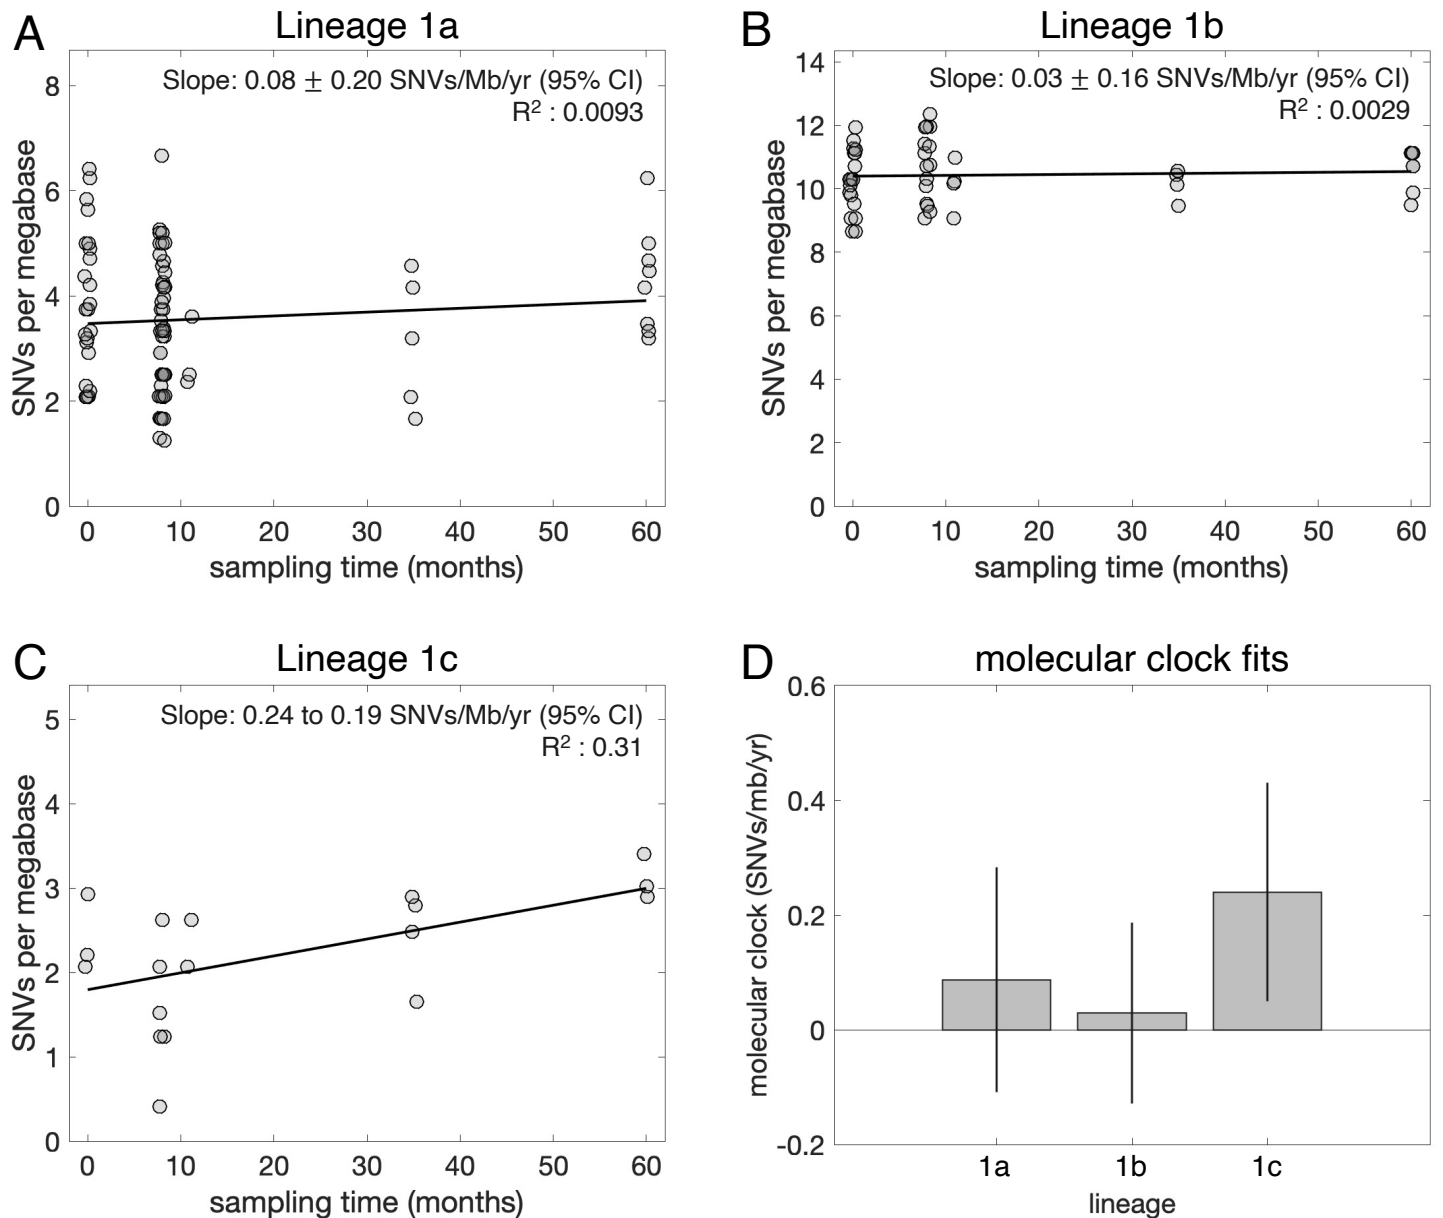 A
Lineage 1a
Slope: 0.08 ± 0.20 SNVs/Mb/yr (95% CI)
R² : 0.0093
SNVs per megabase
8
6
4
2
0
0 10 20 30 40 50 60
sampling time (months)
B
Lineage 1b
Slope: 0.03 ± 0.16 SNVs/Mb/yr (95% CI)
R² : 0.0029
SNVs per megabase
14
12
10
8
6
4
2
0
0 10 20 30 40 50 60
sampling time (months)
C
Lineage 1c
Slope: 0.24 to 0.19 SNVs/Mb/yr (95% CI)
R² : 0.31
SNVs per megabase
5
4
3
2
1
0
0 10 20 30 40 50 60
sampling time (months)
D
molecular clock fits
molecular clock (SNVs/mb/yr)
0.6
0.4
0.2
0
-0.2
1a 1b 1c
lineage